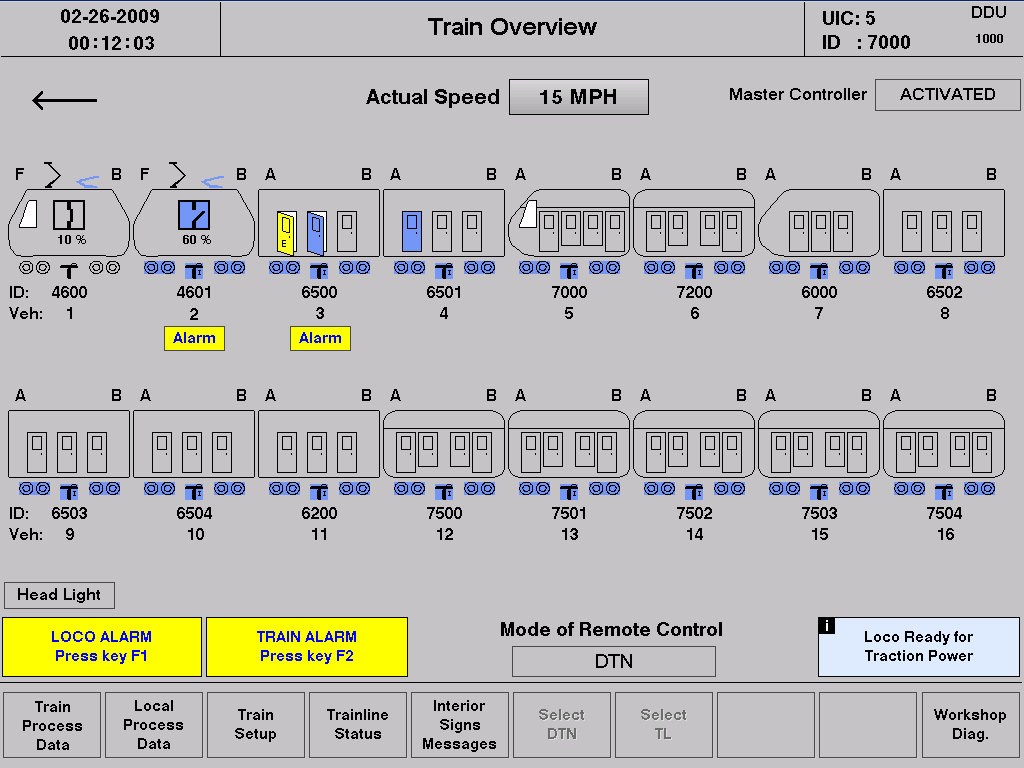 02-26-2009
00:12:03
Train Overview
UIC: 5
ID : 7000
DDU
1000
Actual Speed 15 MPH
Master Controller ACTIVATED
F B F B A B A B A B A B A B A B
E
10 % 60 %
ID: 4600 4601 6500 6501 7000 7200 6000 6502
Veh: 1 2 3 4 5 6 7 8
Alarm Alarm
A B A B A B A B A B A B A B A B
ID: 6503 6504 6200 7500 7501 7502 7503 7504
Veh: 9 10 11 12 13 14 15 16
Head Light
LOCO ALARM
Press key F1
TRAIN ALARM
Press key F2
Mode of Remote Control
DTN
i
Loco Ready for
Traction Power
Train
Process
Data
Local
Process
Data
Train
Setup
Trainline
Status
Interior
Signs
Messages
Select
DTN
Select
TL
Workshop
Diag.